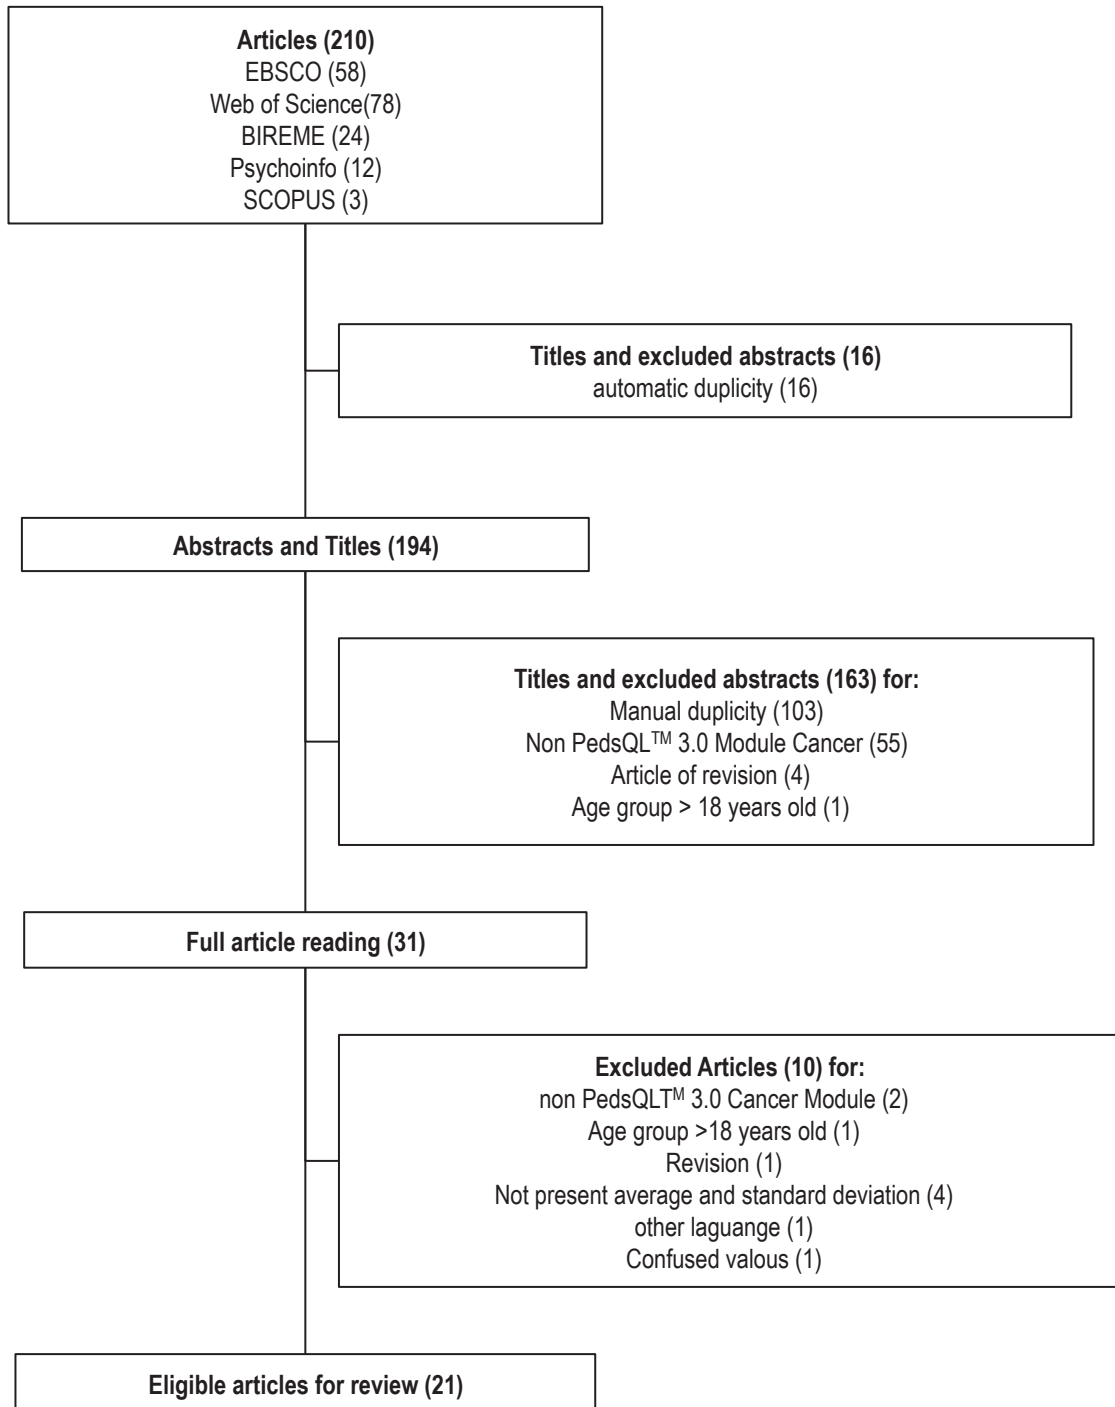 Articles (210)
EBSCO (58)
Web of Science(78)
BIREME (24)
Psychoinfo (12)
SCOPUS (3)
Titles and excluded abstracts (16)
automatic duplicity (16)
Abstracts and Titles (194)
Titles and excluded abstracts (163) for:
Manual duplicity (103)
Non PedsQL™ 3.0 Module Cancer (55)
Article of revision (4)
Age group > 18 years old (1)
Full article reading (31)
Excluded Articles (10) for:
non PedsQLTᴹ 3.0 Cancer Module (2)
Age group >18 years old (1)
Revision (1)
Not present average and standard deviation (4)
other laguange (1)
Confused valous (1)
Eligible articles for review (21)